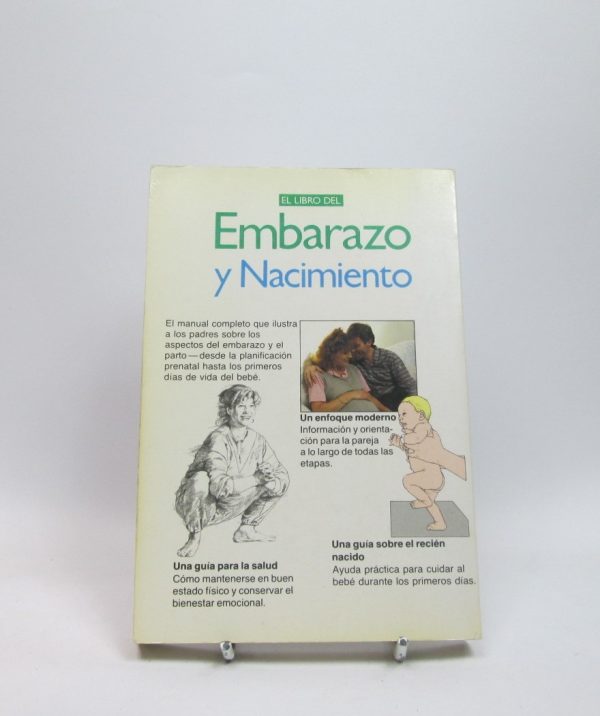 EL LIBRO DEL
Embarazo
y Nacimiento
El manual completo que ilustra
a los padres sobre los
aspectos del embarazo y el
parto — desde la planificación
prenatal hasta los primeros
días de vida del bebé.
Un enfoque moderno
Información y orienta-
ción para la pareja
a lo largo de todas las
etapas.
Una guía para la salud
Cómo mantenerse en buen
estado físico y conservar el
bienestar emocional.
Una guía sobre el recién
nacido
Ayuda práctica para cuidar al
bebé durante los primeros días.